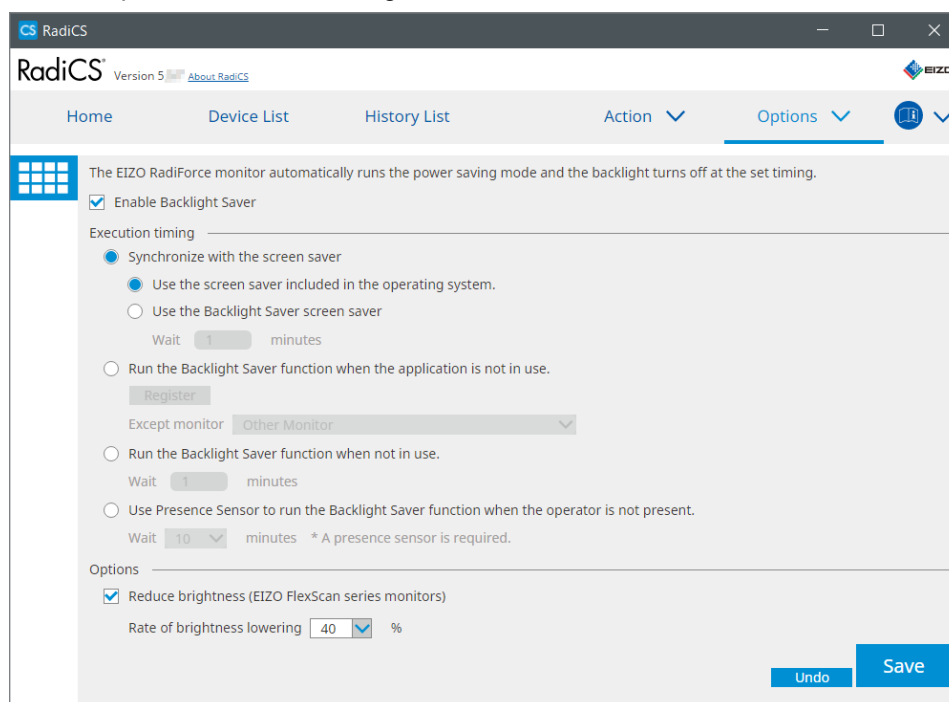 CS RadiCS
RadiCS Version 5 About RadiCS EIZO
Home Device List History List Action Options
The EIZO RadiForce monitor automatically runs the power saving mode and the backlight turns off at the set timing.
Enable Backlight Saver
Execution timing
Synchronize with the screen saver
Use the screen saver included in the operating system.
Use the Backlight Saver screen saver
Wait 1 minutes
Run the Backlight Saver function when the application is not in use.
Register
Except monitor Other Monitor
Run the Backlight Saver function when not in use.
Wait 1 minutes
Use Presence Sensor to run the Backlight Saver function when the operator is not present.
Wait 10 minutes * A presence sensor is required.
Options
Reduce brightness (EIZO FlexScan series monitors)
Rate of brightness lowering 40 %
Undo Save